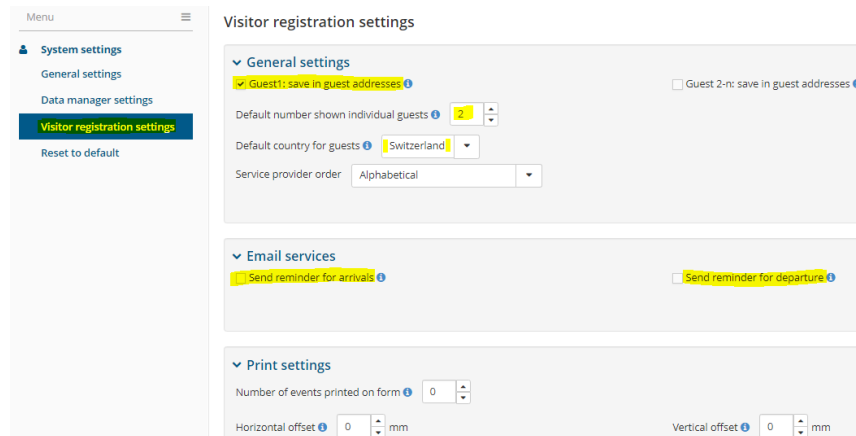 Menu
System settings
General settings
Data manager settings
Visitor registration settings
Reset to default
Visitor registration settings
General settings
Guest1: save in guest addresses
Guest 2-n: save in guest addresses
Default number shown individual guests 2
Default country for guests Switzerland
Service provider order Alphabetical
Email services
Send reminder for arrivals
Send reminder for departure
Print settings
Number of events printed on form 0
Horizontal offset 0 mm
Vertical offset 0 mm